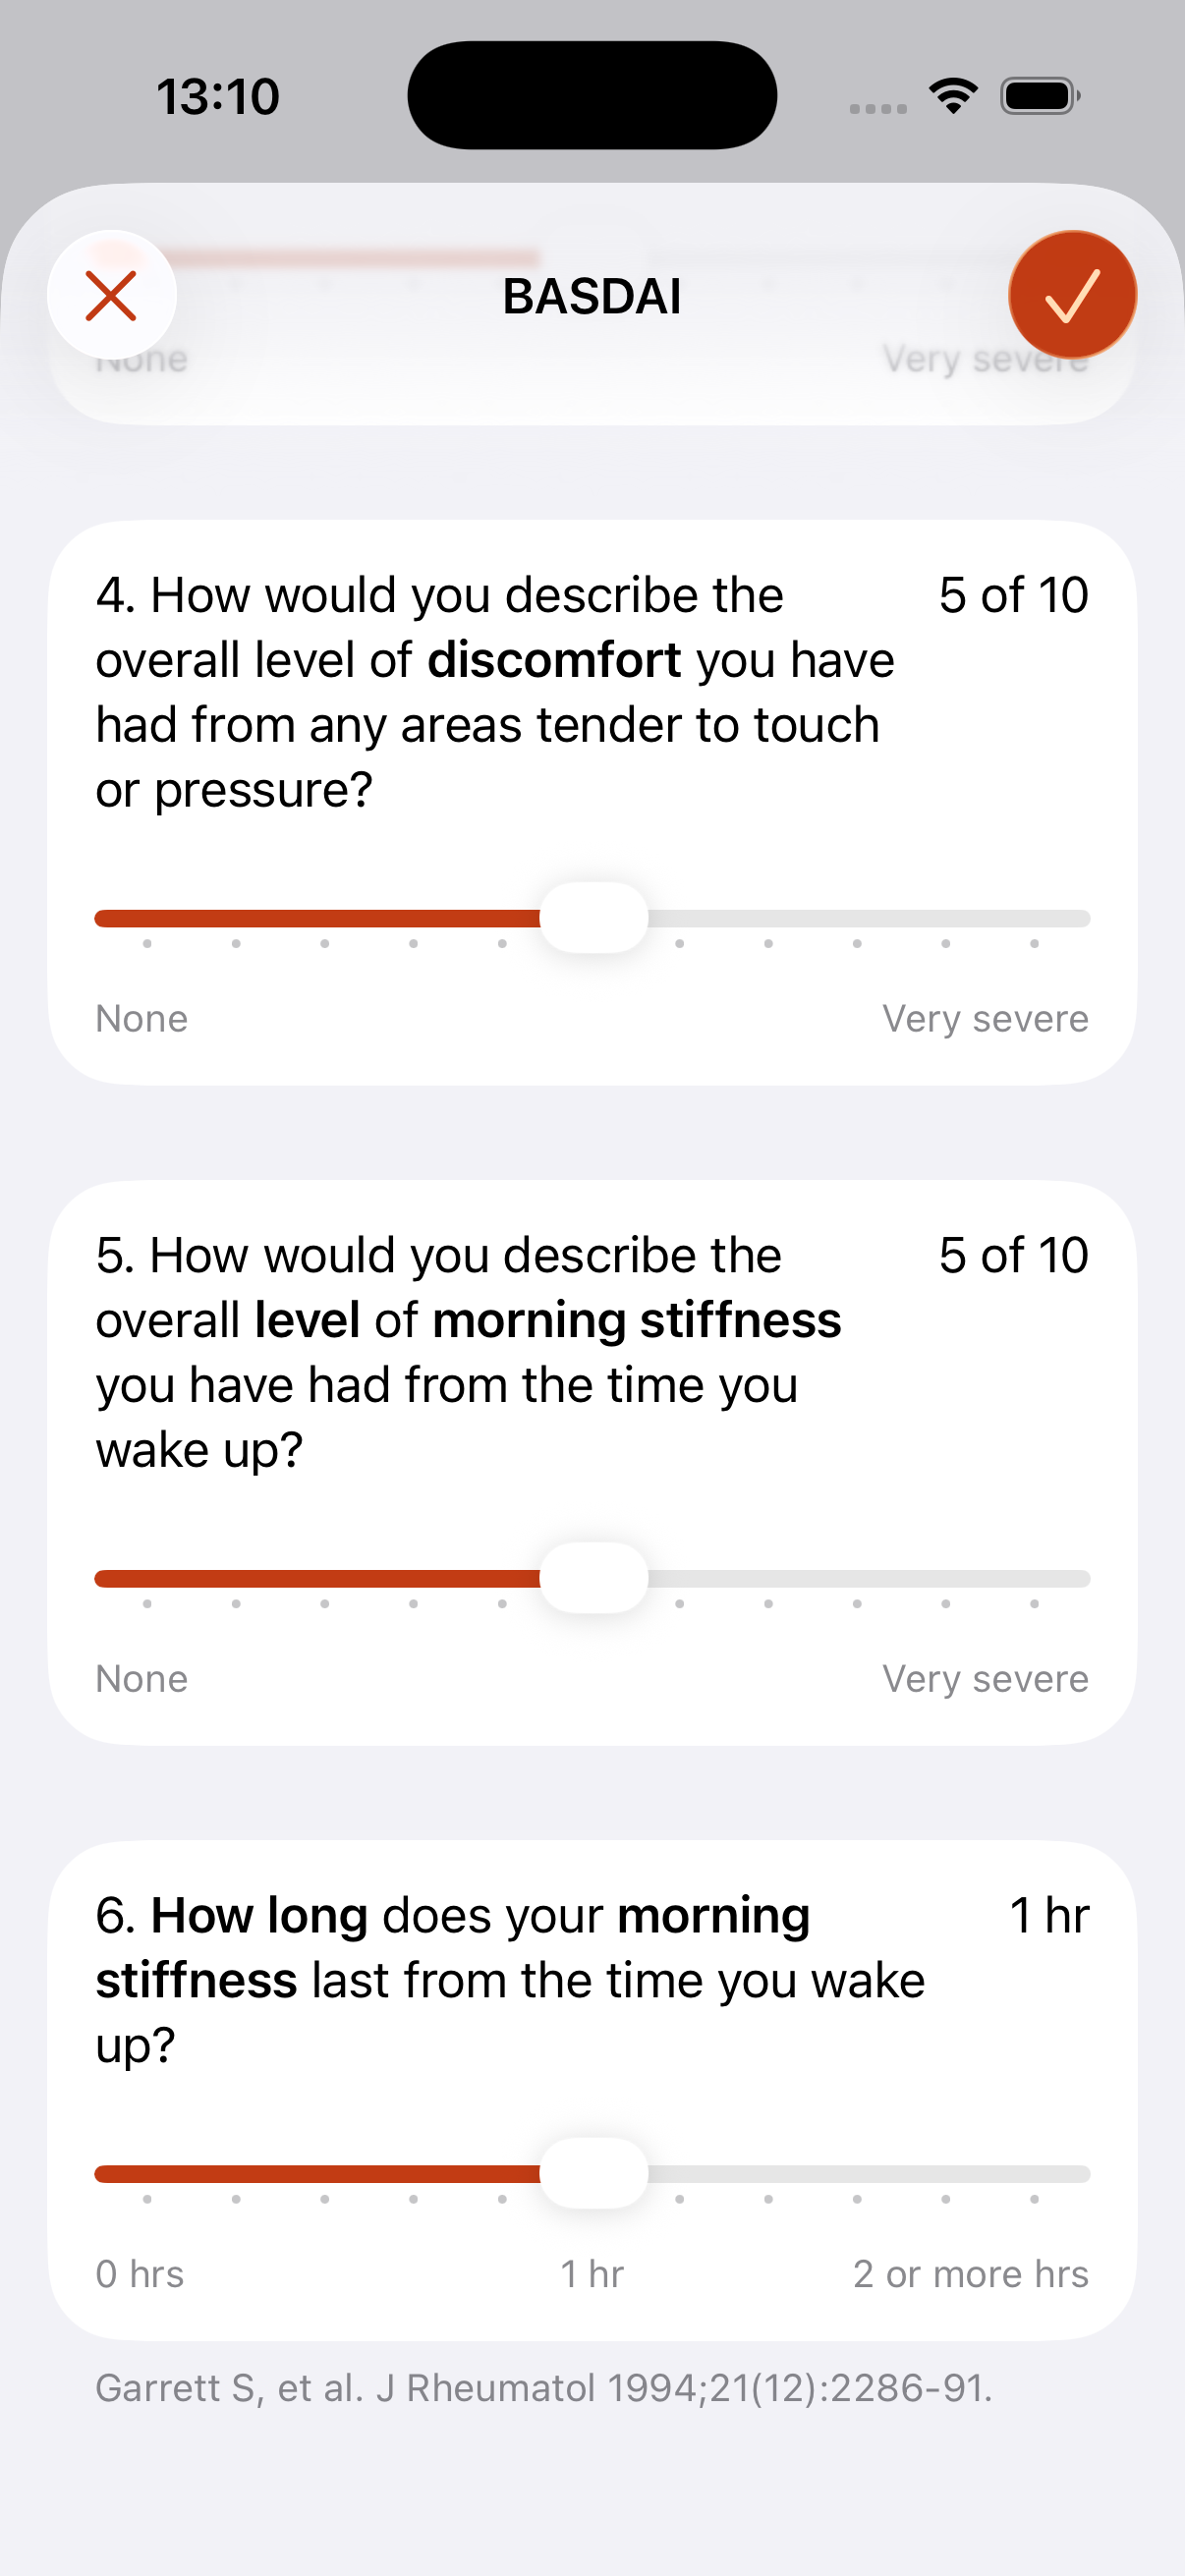 13:10
BASDAI
None
Very severe
4. How would you describe the
5 of 10
overall level of discomfort you have
had from any areas tender to touch
or pressure?
None
Very severe
5. How would you describe the
5 of 10
overall level of morning stiffness
you have had from the time you
wake up?
None
Very severe
6. How long does your morning
1 hr
stiffness last from the time you wake
up?
0 hrs
1 hr
2 or more hrs
Garrett S, et al. J Rheumatol 1994;21(12):2286-91.